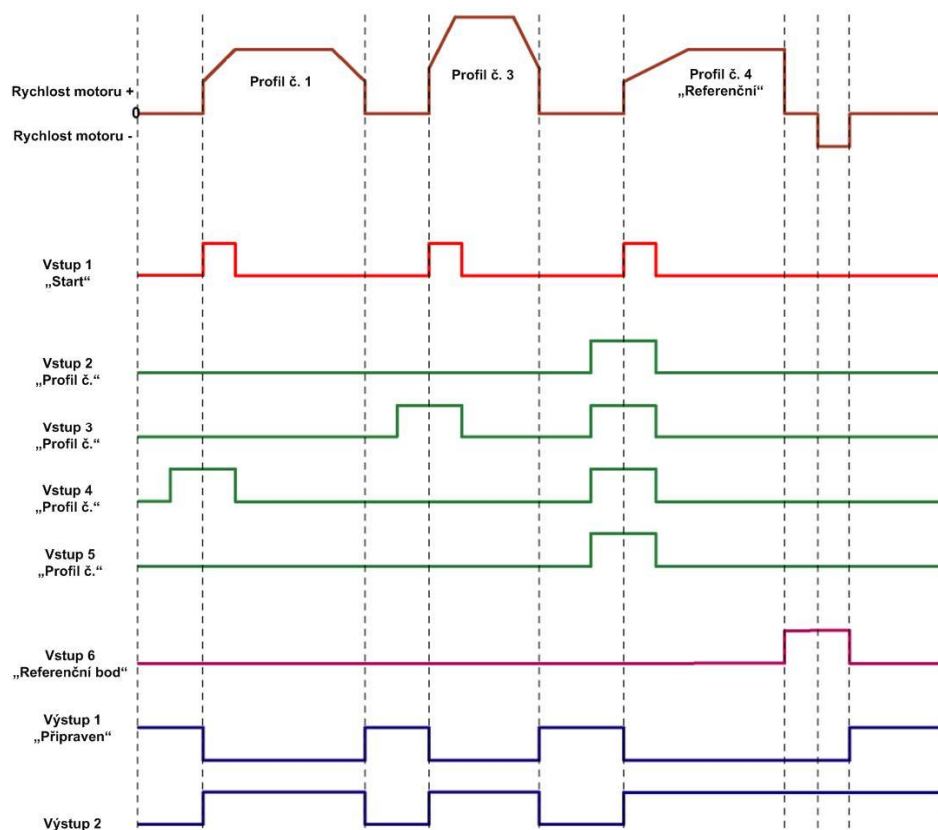 Profil č. 1
Profil č. 3
Profil č. 4
„Referenční“
Rychlost motoru +
0
Rychlost motoru -
Vstup 1
„Start“
Vstup 2
„Profil č.“
Vstup 3
„Profil č.“
Vstup 4
„Profil č.“
Vstup 5
„Profil č.“
Vstup 6
„Referenční bod“
Výstup 1
„Připraven“
Výstup 2